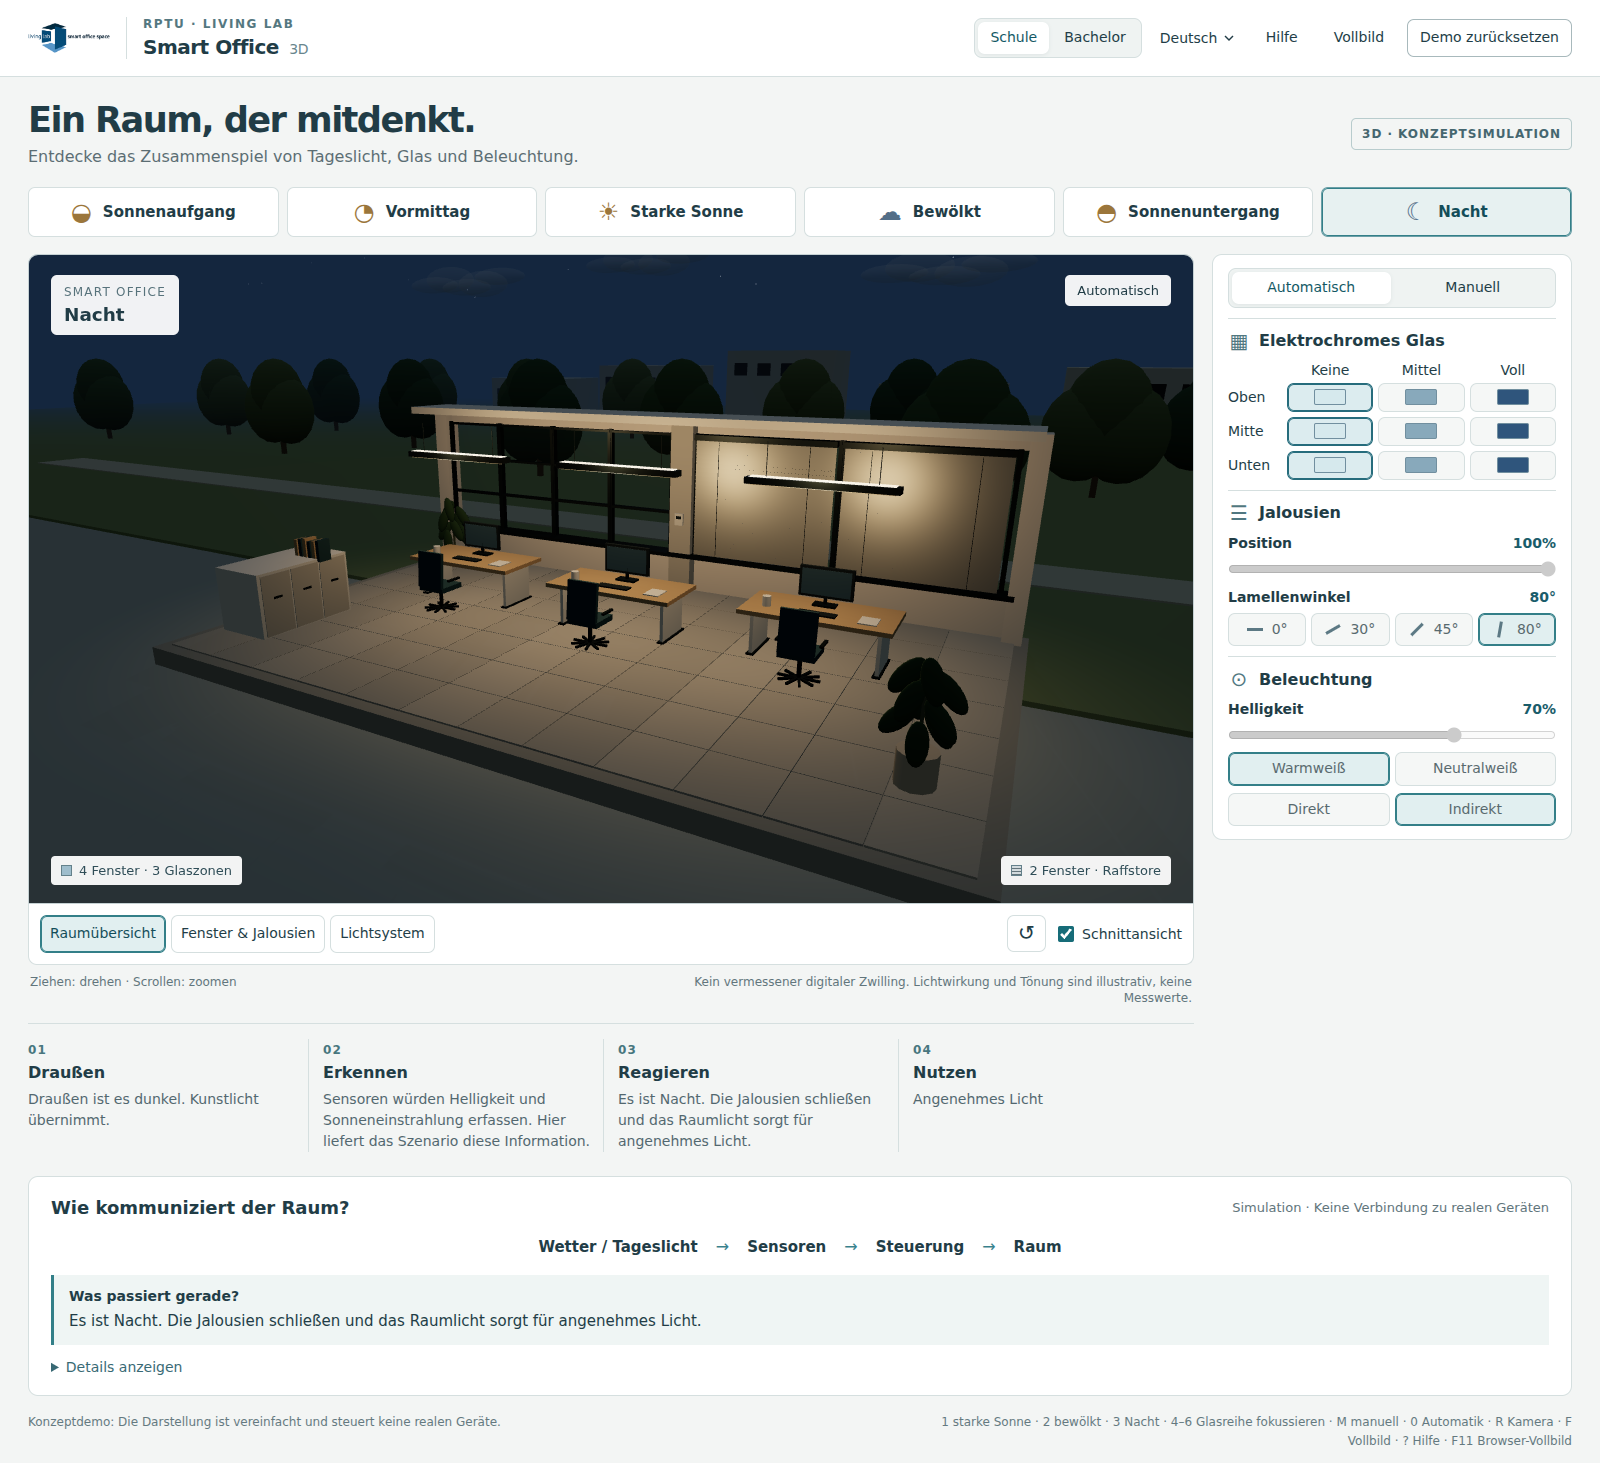 living lab smart office space
RPTU · LIVING LAB
Smart Office 3D
Schule
Bachelor
Deutsch
Hilfe
Vollbild
Demo zurücksetzen
Ein Raum, der mitdenkt.
Entdecke das Zusammenspiel von Tageslicht, Glas und Beleuchtung.
3D · KONZEPTSIMULATION
Sonnenaufgang
Vormittag
Starke Sonne
Bewölkt
Sonnenuntergang
Nacht
SMART OFFICE
Nacht
Automatisch
4 Fenster · 3 Glaszonen
2 Fenster · Raffstore
Raumübersicht
Fenster & Jalousien
Lichtsystem
Schnittansicht
Ziehen: drehen · Scrollen: zoomen
Kein vermessener digitaler Zwilling. Lichtwirkung und Tönung sind illustrativ, keine
Messwerte.
Automatisch
Manuell
Elektrochromes Glas
Keine
Mittel
Voll
Oben
Mitte
Unten
Jalousien
Position 100%
Lamellenwinkel 80°
0°
30°
45°
80°
Beleuchtung
Helligkeit 70%
Warmweiß
Neutralweiß
Direkt
Indirekt
01
Draußen
Draußen ist es dunkel. Kunstlicht
übernimmt.
02
Erkennen
Sensoren würden Helligkeit und
Sonneneinstrahlung erfassen. Hier
liefert das Szenario diese Information.
03
Reagieren
Es ist Nacht. Die Jalousien schließen
und das Raumlicht sorgt für
angenehmes Licht.
04
Nutzen
Angenehmes Licht
Wie kommuniziert der Raum?
Simulation · Keine Verbindung zu realen Geräten
Wetter / Tageslicht → Sensoren → Steuerung → Raum
Was passiert gerade?
Es ist Nacht. Die Jalousien schließen und das Raumlicht sorgt für angenehmes Licht.
Details anzeigen
Konzeptdemo: Die Darstellung ist vereinfacht und steuert keine realen Geräte.
1 starke Sonne · 2 bewölkt · 3 Nacht · 4–6 Glasreihe fokussieren · M manuell · 0 Automatik · R Kamera · F
Vollbild · ? Hilfe · F11 Browser-Vollbild